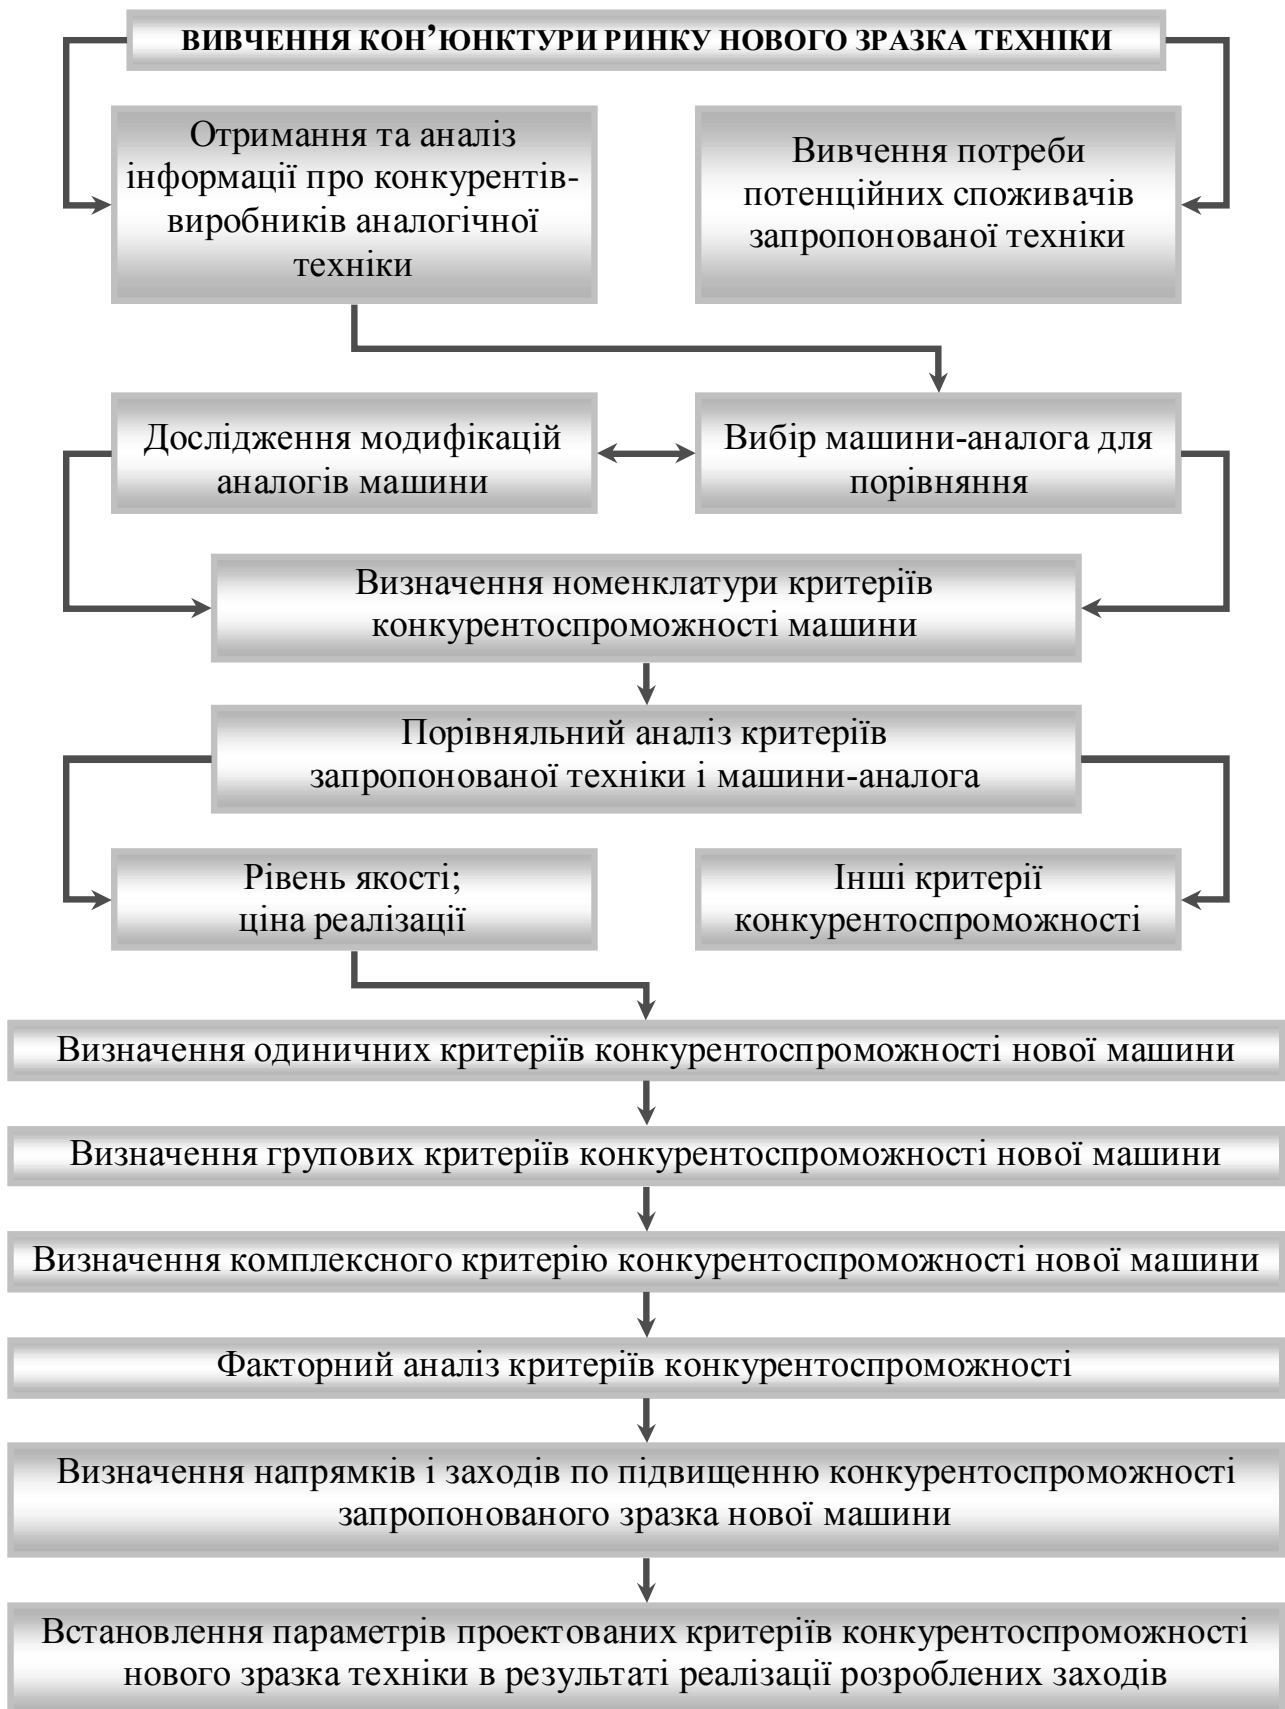 ВИВЧЕННЯ КОН’ЮНКТУРИ РИНКУ НОВОГО ЗРАЗКА ТЕХНІКИ
Отримання та аналіз
інформації про конкурентів-
виробників аналогічної
техніки
Вивчення потреби
потенційних споживачів
запропонованої техніки
Дослідження модифікацій
аналогів машини
Вибір машини-аналога для
порівняння
Визначення номенклатури критеріїв
конкурентоспроможності машини
Порівняльний аналіз критеріїв
запропонованої техніки і машини-аналога
Рівень якості;
ціна реалізації
Інші критерії
конкурентоспроможності
Визначення одиничних критеріїв конкурентоспроможності нової машини
Визначення групових критеріїв конкурентоспроможності нової машини
Визначення комплексного критерію конкурентоспроможності нової машини
Факторний аналіз критеріїв конкурентоспроможності
Визначення напрямків і заходів по підвищенню конкурентоспроможності
запропонованого зразка нової машини
Встановлення параметрів проектованих критеріїв конкурентоспроможності
нового зразка техніки в результаті реалізації розроблених заходів